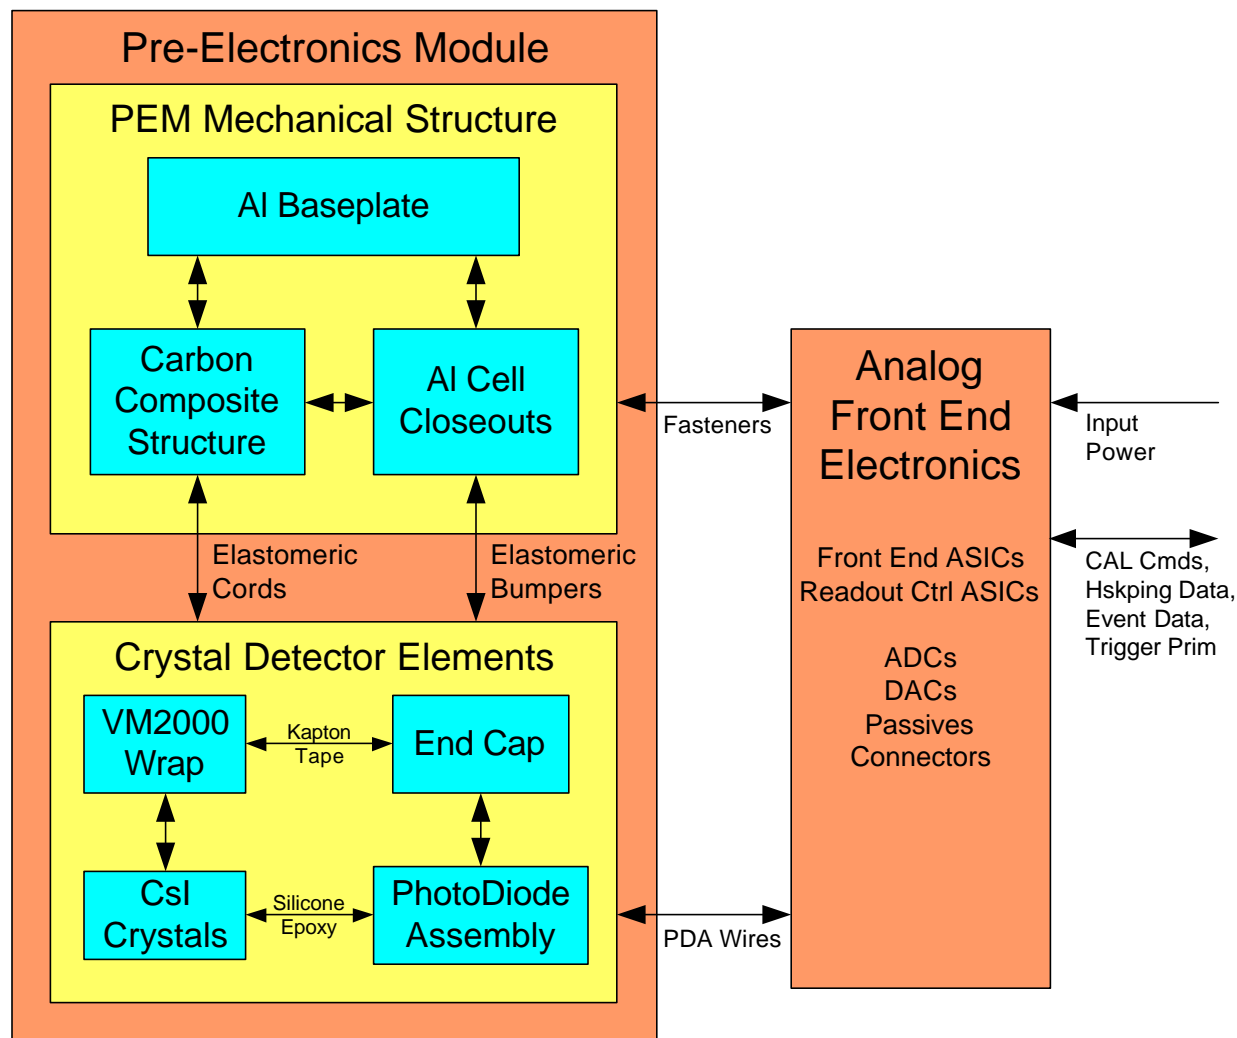 Pre-Electronics Module
PEM Mechanical Structure
Al Baseplate
Carbon
Composite
Structure
Al Cell
Closeouts
Elastomeric
Cords
Elastomeric
Bumpers
Crystal Detector Elements
VM2000
Wrap
Kapton
Tape
End Cap
CsI
Crystals
Silicone
Epoxy
PhotoDiode
Assembly
Fasteners
PDA Wires
Analog
Front End
Electronics
Front End ASICs
Readout Ctrl ASICs
ADCs
DACs
Passives
Connectors
Input
Power
CAL Cmds,
Hskping Data,
Event Data,
Trigger Prim